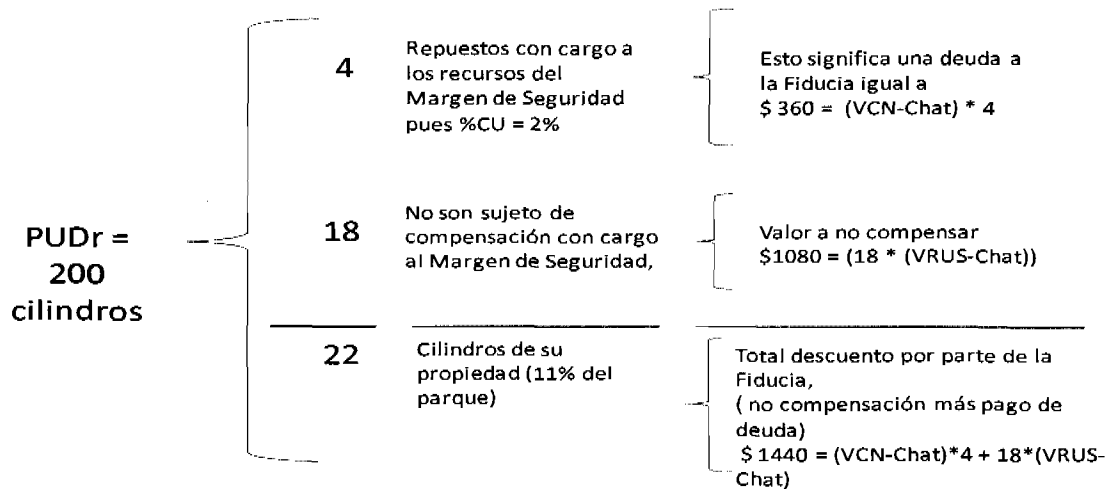 PUDr =
200
cilindros
4
Repuestos con cargo a
los recursos del
Margen de Seguridad
pues %CU = 2%
Esto significa una deuda a
la Fiducia igual a
$ 360 = (VCN-Chat) * 4
18
No son sujeto de
compensación con cargo
al Margen de Seguridad,
Valor a no compensar
$1080 = (18 * (VRUS-Chat))
22
Cilindros de su
propiedad (11% del
parque)
Total descuento por parte de la
Fiducia,
( no compensación más pago de
deuda)
$ 1440 = (VCN-Chat)*4 + 18*(VRUS-
Chat)